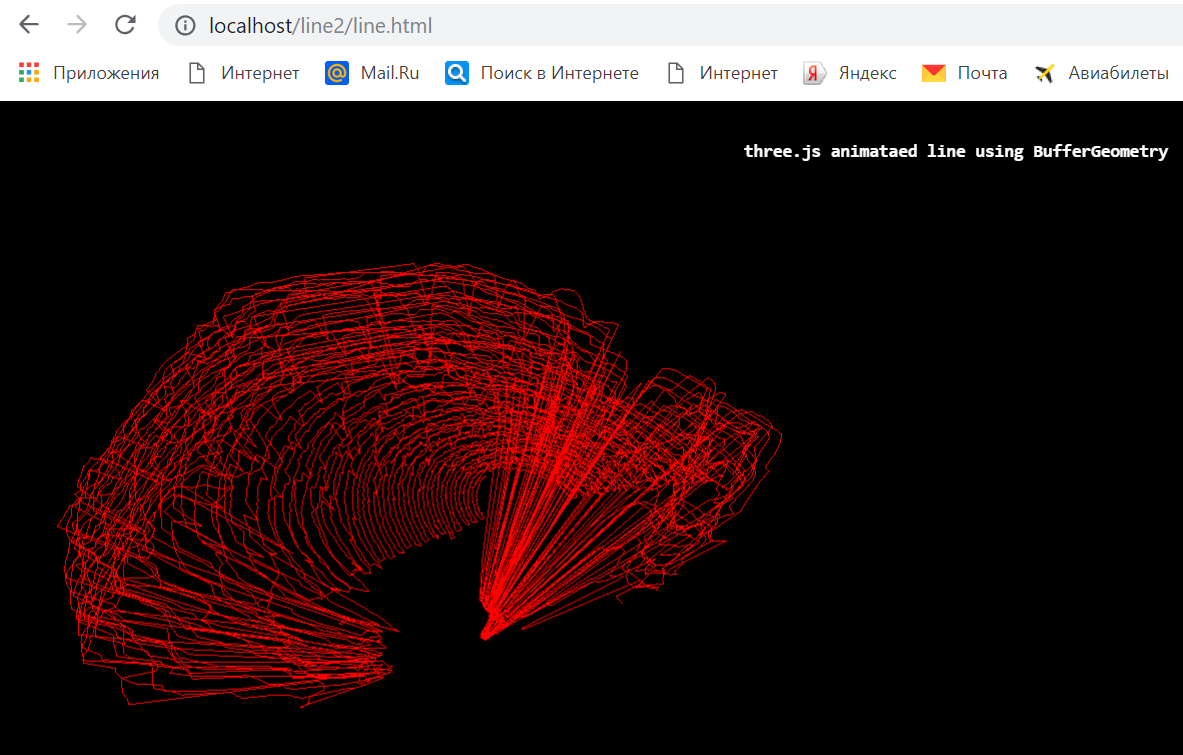 localhost/line2/line.html
Приложения Интернет Mail.Ru Поиск в Интернете Интернет Яндекс Почта Авиабилеты
three.js animataed line using BufferGeometry